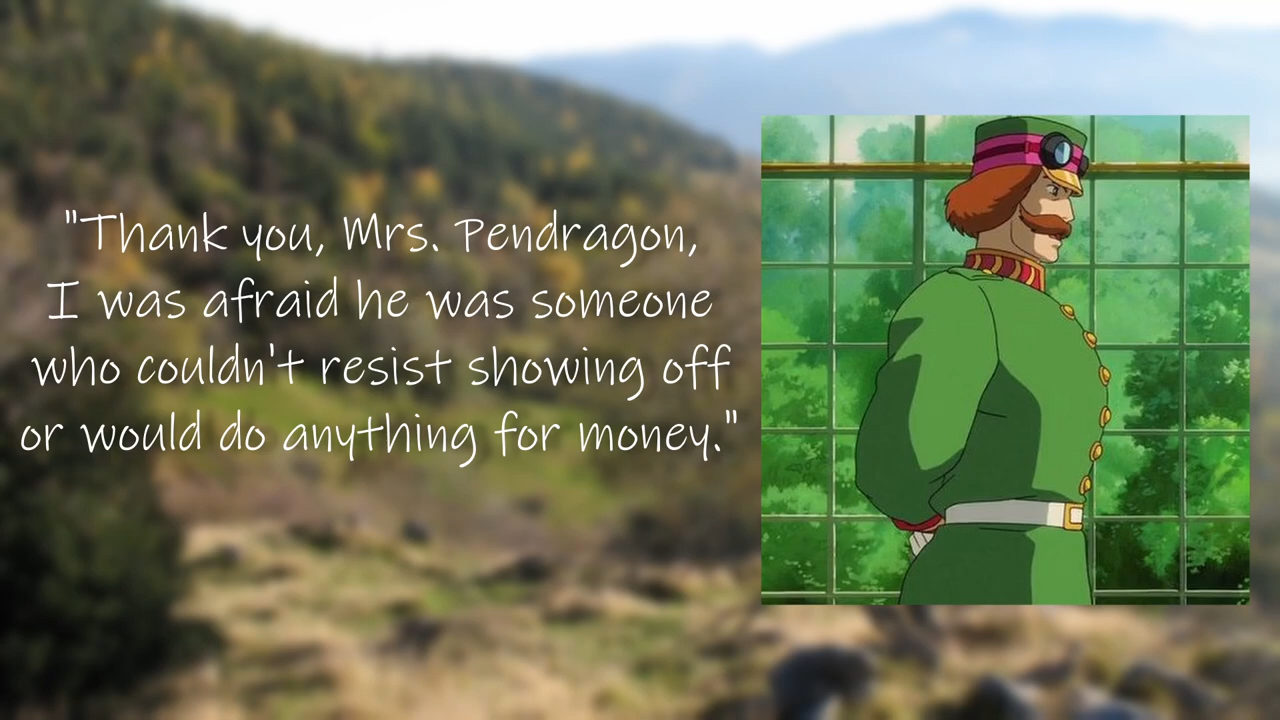 "Thank you, Mrs. Pendragon,
I was afraid he was someone
who couldn't resist showing off
or would do anything for money."